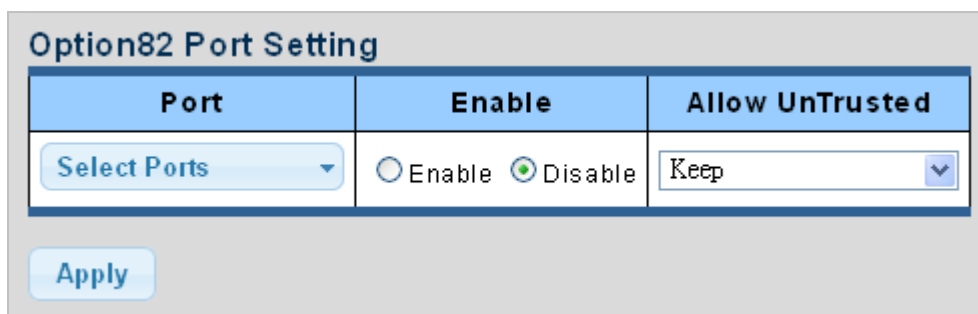 Option82 Port Setting
Port Enable Allow UnTrusted
Select Ports Enable Disable Keep
Apply